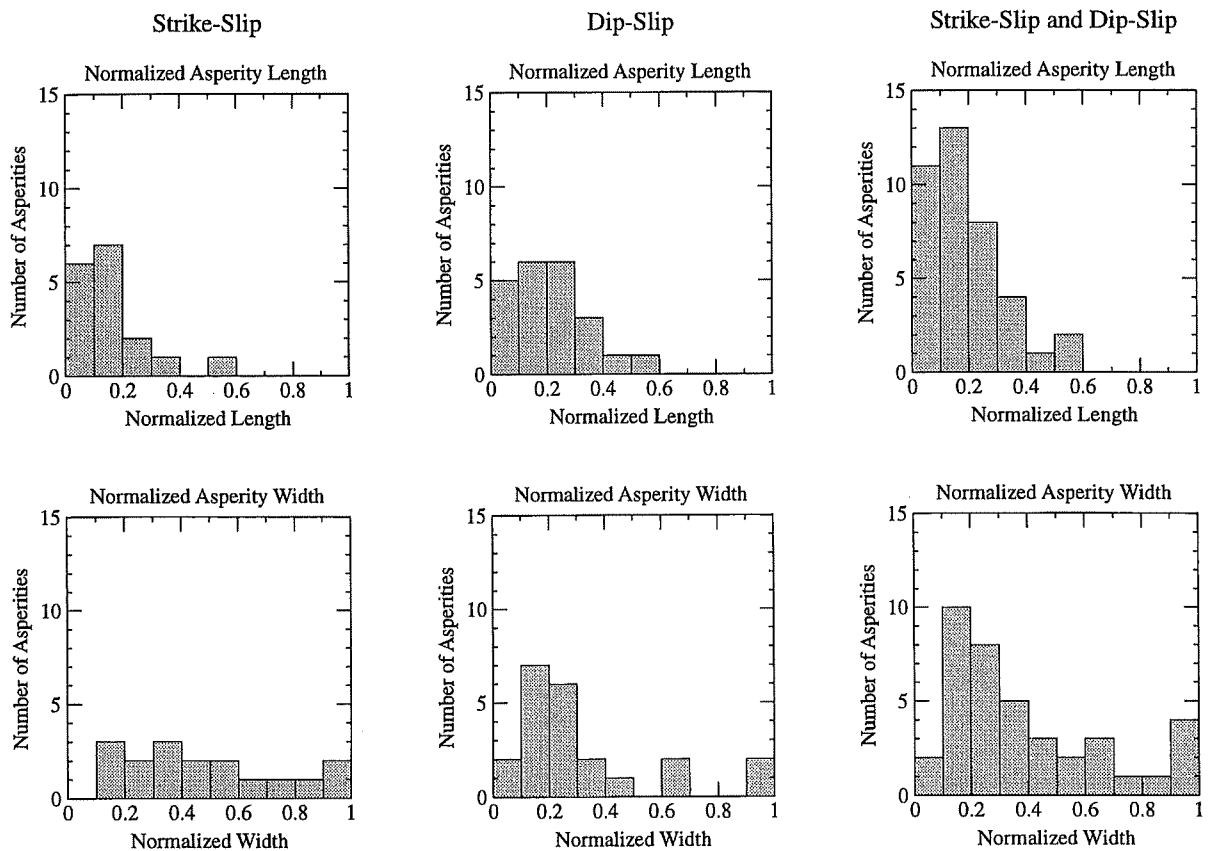 Strike-Slip
Dip-Slip
Strike-Slip and Dip-Slip
Normalized Asperity Length
15
10
5
0
Number of Asperities
0 0.2 0.4 0.6 0.8 1
Normalized Length
Normalized Asperity Length
15
10
5
0
Number of Asperities
0 0.2 0.4 0.6 0.8 1
Normalized Length
Normalized Asperity Length
15
10
5
0
Number of Asperities
0 0.2 0.4 0.6 0.8 1
Normalized Length
Normalized Asperity Width
15
10
5
0
Number of Asperities
0 0.2 0.4 0.6 0.8 1
Normalized Width
Normalized Asperity Width
15
10
5
0
Number of Asperities
0 0.2 0.4 0.6 0.8 1
Normalized Width
Normalized Asperity Width
15
10
5
0
Number of Asperities
0 0.2 0.4 0.6 0.8 1
Normalized Width